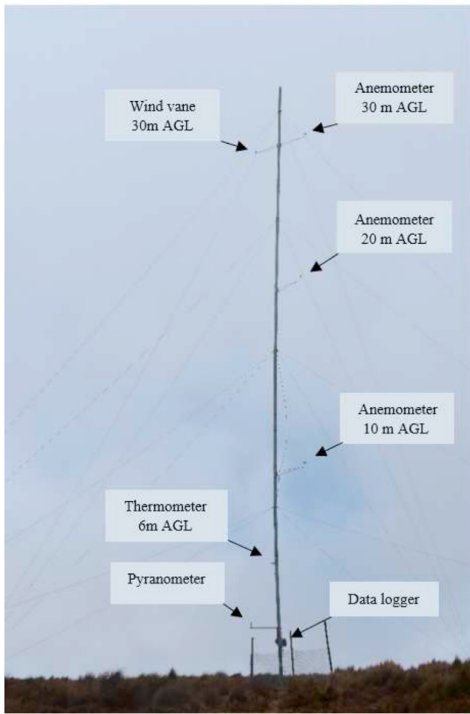 Wind vane
30m AGL
Anemometer
30 m AGL
Anemometer
20 m AGL
Anemometer
10 m AGL
Thermometer
6m AGL
Pyranometer
Data logger